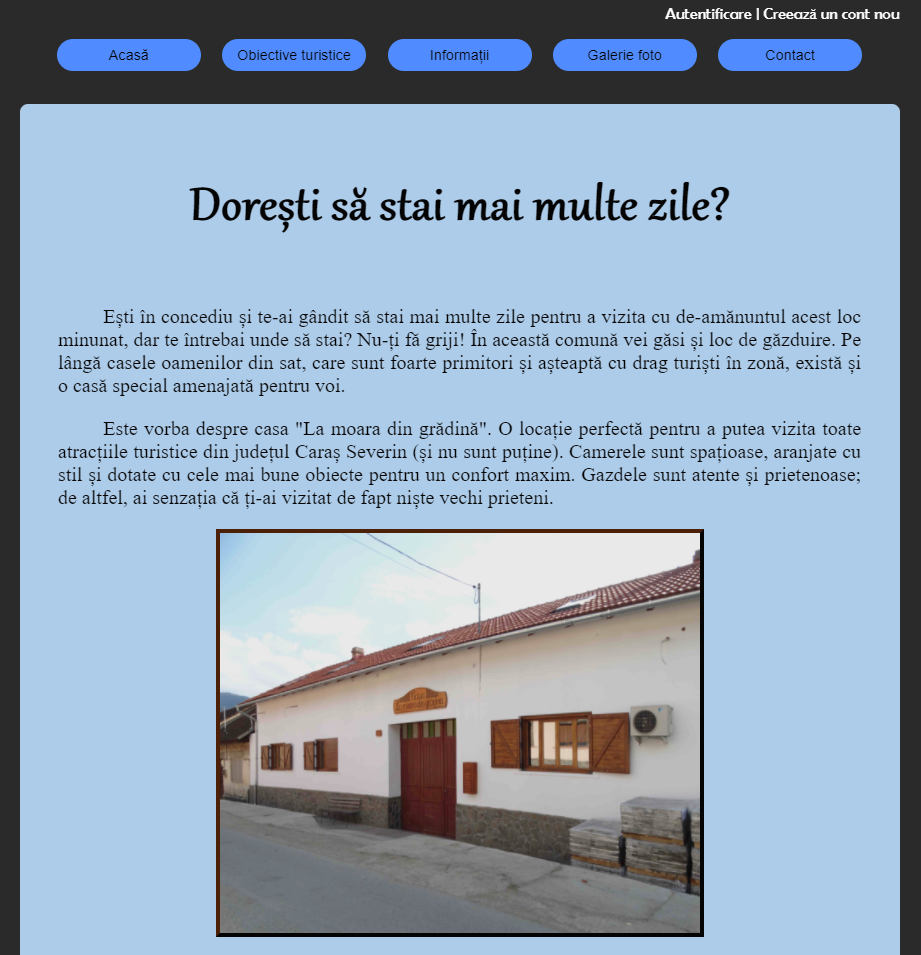 Autentificare | Creează un cont nou
Acasă
Obiective turistice
Informații
Galerie foto
Contact
Dorești să stai mai multe zile?
Ești în concediu și te-ai gândit să stai mai multe zile pentru a vizita cu de-amănuntul acest loc
minunat, dar te întrebai unde să stai? Nu-ți fă griji! În această comună vei găsi și loc de găzduire. Pe
lângă casele oamenilor din sat, care sunt foarte primitori și așteaptă cu drag turiști în zonă, există și
o casă special amenajată pentru voi.
Este vorba despre casa "La moara din grădină". O locație perfectă pentru a putea vizita toate
atracțiile turistice din județul Caraș Severin (și nu sunt puține). Camerele sunt spațioase, aranjate cu
stil și dotate cu cele mai bune obiecte pentru un confort maxim. Gazdele sunt atente și prietenoase;
de altfel, ai senzația că ți-ai vizitat de fapt niște vechi prieteni.